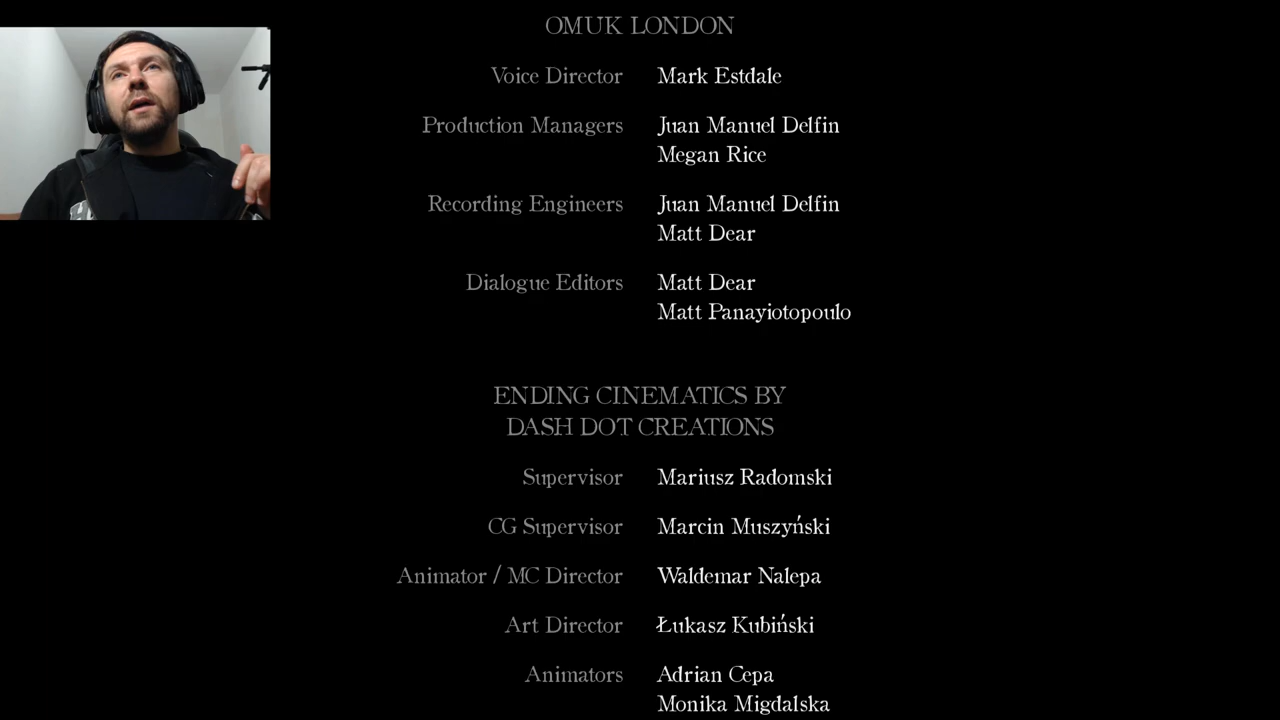 OMUK LONDON
Voice Director Mark Estdale
Production Managers Juan Manuel Delfin
Megan Rice
Recording Engineers Juan Manuel Delfin
Matt Dear
Dialogue Editors Matt Dear
Matt Panayiotopoulo
ENDING CINEMATICS BY
DASH DOT CREATIONS
Supervisor Mariusz Radomski
CG Supervisor Marcin Muszyński
Animator / MC Director Waldemar Nalepa
Art Director Łukasz Kubiński
Animators Adrian Cepa
Monika Migdalska